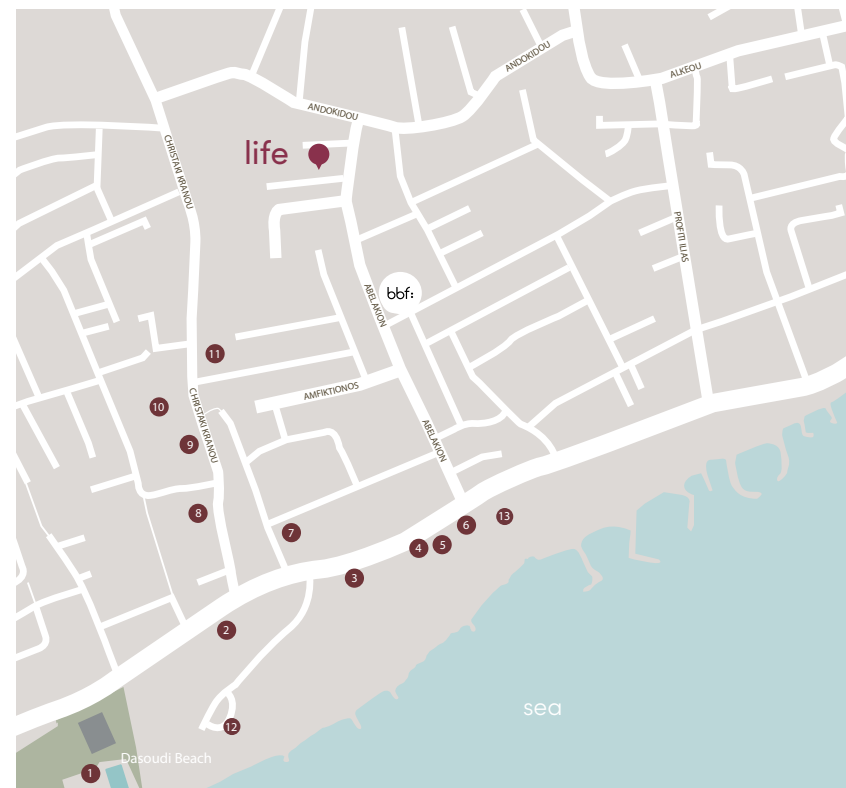 ANDOKIDOU
ALKEOU
ANDOKIDOU
CHRISTAKI KRANOU
life
PROFITI ILIAS
bbf:
ABELAKION
11
AMFIKTIONOS
CHRISTAKI KRANOU
10
9
ABELAKION
8
13
6
7
5
4
3
2
sea
12
Dasoudi Beach
1